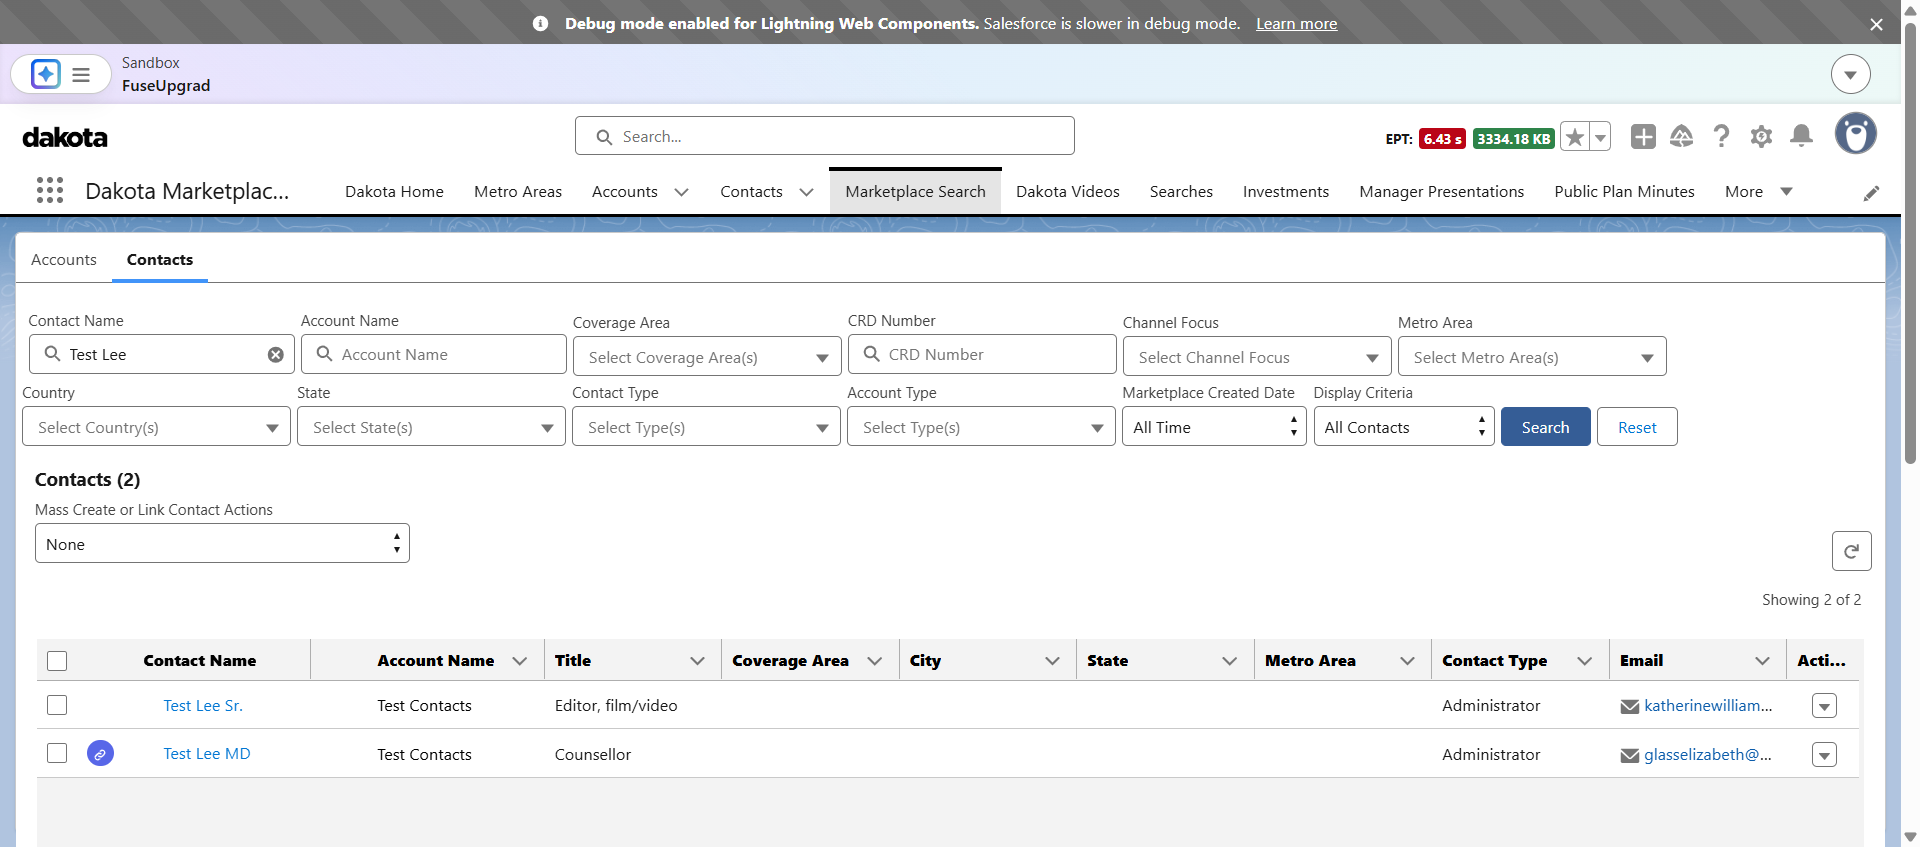 Debug mode enabled for Lightning Web Components. Salesforce is slower in debug mode. Learn more
Sandbox
FuseUpgrad
dakota
Search...
EPT: 6.43 s 3334.18 KB
Dakota Marketplac...
Dakota Home Metro Areas Accounts Contacts Marketplace Search Dakota Videos Searches Investments Manager Presentations Public Plan Minutes More
Accounts Contacts
Contact Name Account Name Coverage Area CRD Number Channel Focus Metro Area
Test Lee Account Name Select Coverage Area(s) CRD Number Select Channel Focus Select Metro Area(s)
Country State Contact Type Account Type Marketplace Created Date Display Criteria
Select Country(s) Select State(s) Select Type(s) Select Type(s) All Time All Contacts Search Reset
Contacts (2)
Mass Create or Link Contact Actions
None
Showing 2 of 2
Contact Name Account Name Title Coverage Area City State Metro Area Contact Type Email Acti...
Test Lee Sr. Test Contacts Editor, film/video Administrator katherinewilliam...
Test Lee MD Test Contacts Counsellor Administrator glasselizabeth@...